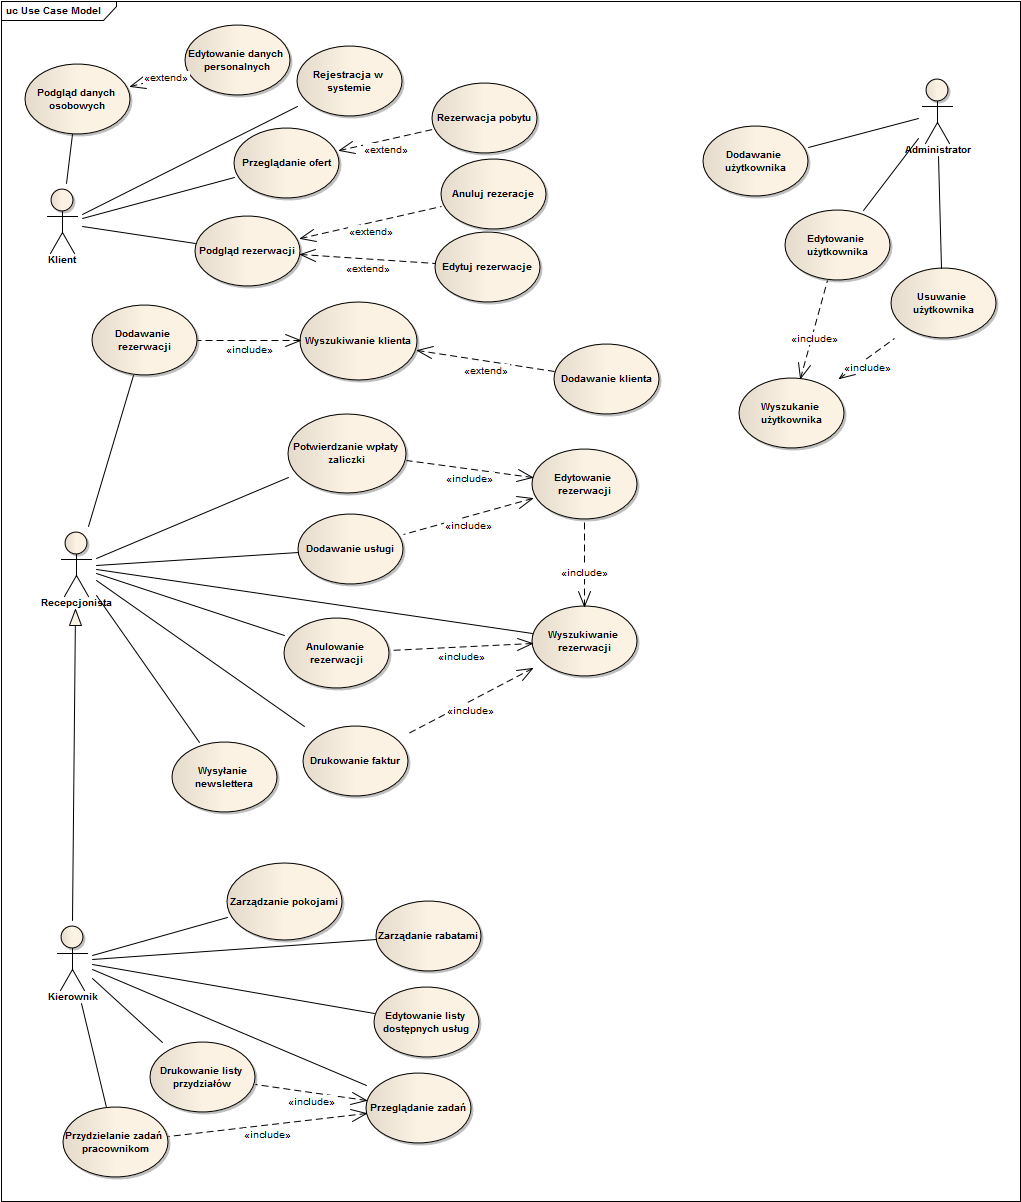 uc Use Case Model
Edytowanie danych
personalnych
Rejestracja w
systemie
Podgląd danych
osobowych
«extend»
Rezerwacja pobytu
Przeglądanie ofert
«extend»
Anuluj rezeracje
Podgląd rezerwacji
«extend»
Edytuj rezerwacje
«extend»
Klient
Administrator
Dodawanie
użytkownika
Edytowanie
użytkownika
Usuwanie
użytkownika
«include»
«include»
Wyszukanie
użytkownika
Dodawanie
rezerwacji
«include»
Wyszukiwanie klienta
«extend»
Dodawanie klienta
Potwierdzanie wpłaty
zaliczki
«include»
Edytowanie
rezerwacji
Dodawanie usługi
«include»
«include»
Recepcjonista
Anulowanie
rezerwacji
«include»
Wyszukiwanie
rezerwacji
«include»
Drukowanie faktur
Wysyłanie
newslettera
Zarządzanie pokojami
Zarządanie rabatami
Kierownik
Edytowanie listy
dostępnych usług
Drukowanie listy
przydziałów
«include»
Przeglądanie zadań
Przydzielanie zadań
pracownikom
«include»